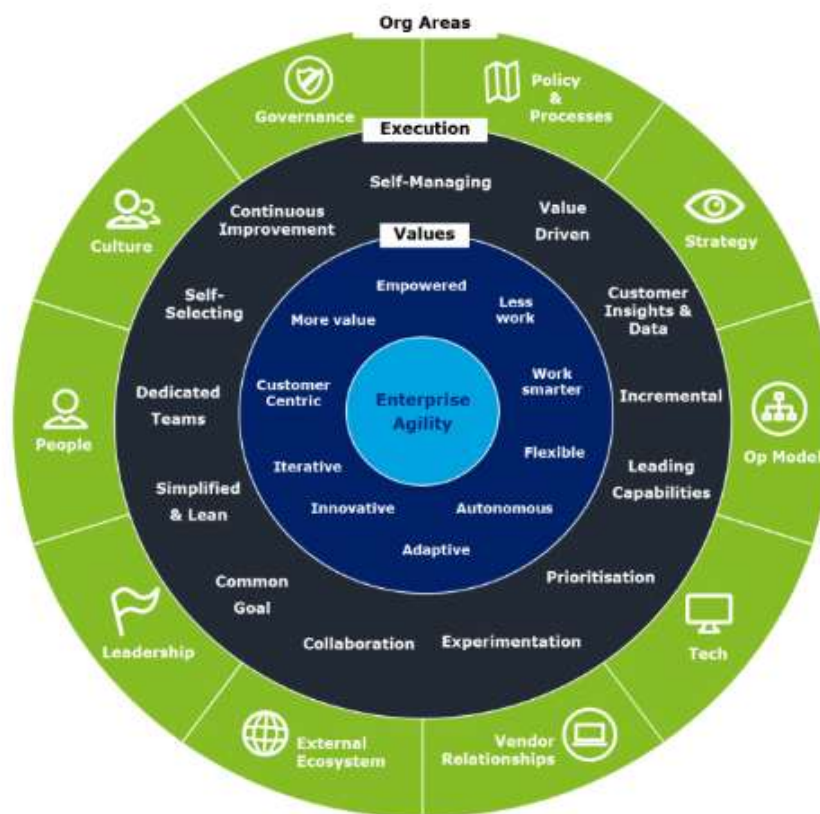 Org Areas
Governance
Policy
&
Processes
Strategy
Op Model
Tech
Vendor
Relationships
External
Ecosystem
Leadership
People
Culture
Execution
Self-Managing
Value
Driven
Customer
Insights &
Data
Incremental
Leading
Capabilities
Prioritisation
Experimentation
Collaboration
Common
Goal
Simplified
& Lean
Dedicated
Teams
Self-
Selecting
Continuous
Improvement
Values
Empowered
Less
work
Work
smarter
Flexible
Autonomous
Adaptive
Innovative
Iterative
Customer
Centric
More value
Enterprise
Agility